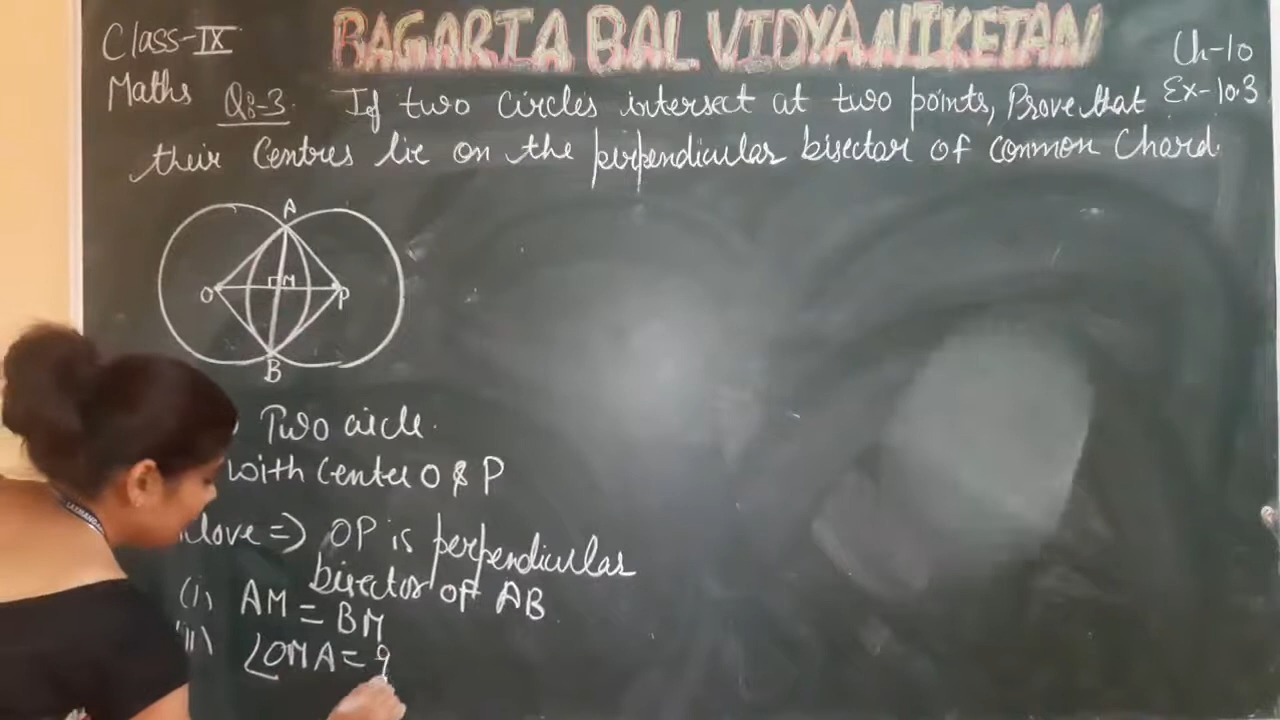 Class-IX
BAGARIA BAL VIDYA NIKETAN
Ch-10
Maths
Ex-10.3
Q:-3. If two circles intersect at two points, Prove that
their Centres lie on the perpendicular bisector of common Chord.
A
O
M
P
B
Two circle.
with Center O & P
=> OP is perpendicular
bisector of AB
(i) AM = BM
(ii) ∠OMA = 9